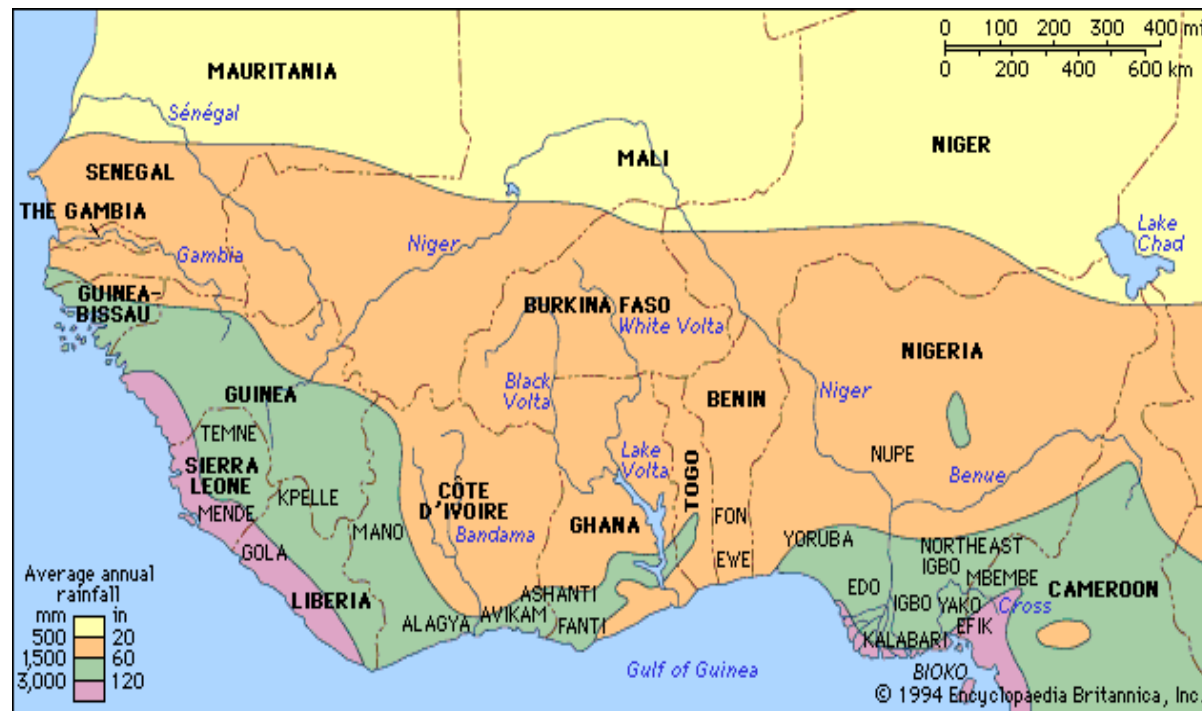 0 100 200 300 400 mi
0 200 400 600 km
MAURITANIA
Sénégal
NIGER
MALI
SENEGAL
THE GAMBIA
Lake
Chad
Niger
Gambia
GUINEA-
BISSAU
BURKINA FASO
White Volta
NIGERIA
Black
Volta
BENIN
Niger
GUINEA
TEMNE
SIERRA
LEONE
Lake
Volta
TOGO
NUPE
Benue
KPELLE
MENDE
CÔTE
D'IVOIRE
Bandama
GHANA
FON
MANO
GOLA
YORUBA
NORTHEAST
IGBO
EWE
MBEMBE
CAMEROON
EDO
IGBO
YAKO
Cross
LIBERIA
ASHANTI
ALAGYA
AVIKAM
FANTI
EFIK
KALABARI
BIOKO
Gulf of Guinea
Average annual
rainfall
mm in
500 20
1,500 60
3,000 120
© 1994 Encyclopaedia Britannica, Inc.